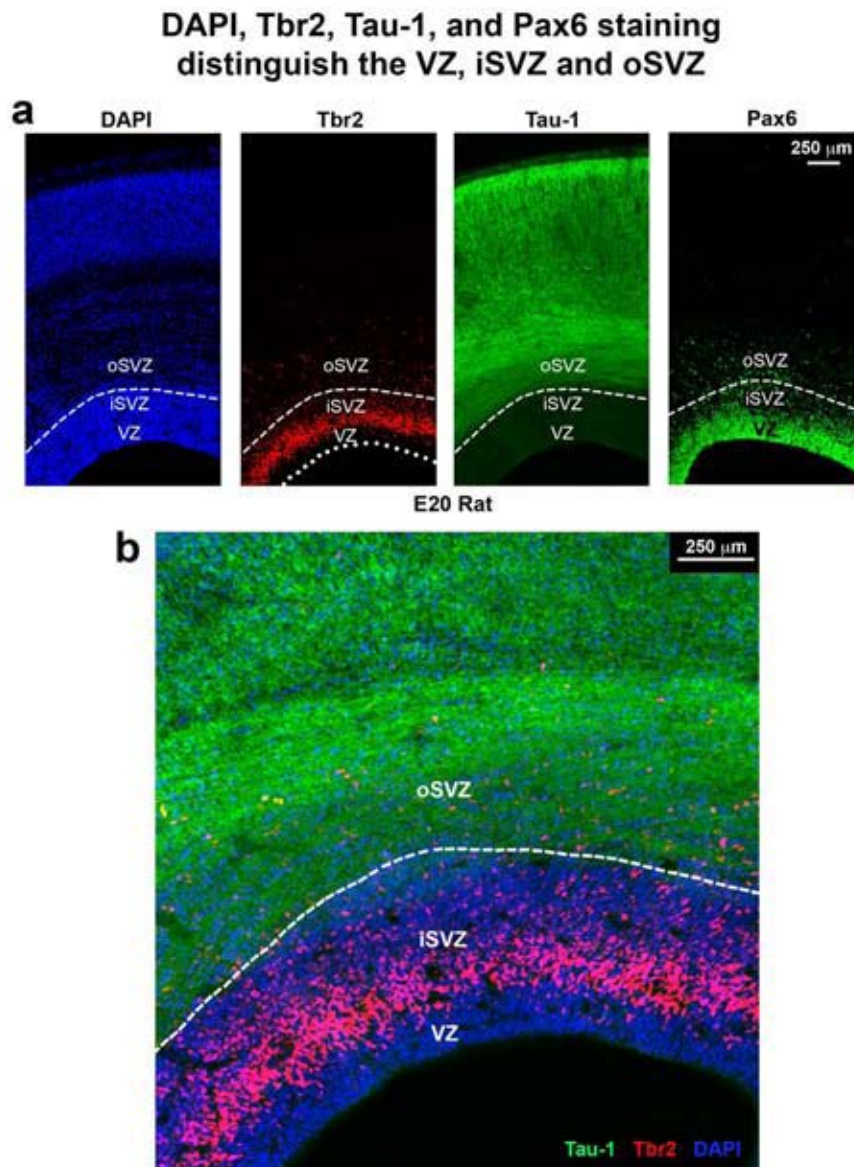 DAPI, Tbr2, Tau-1, and Pax6 staining
distinguish the VZ, iSVZ and oSVZ
a
DAPI
Tbr2
Tau-1
Pax6
250 μm
oSVZ
iSVZ
VZ
oSVZ
iSVZ
VZ
oSVZ
iSVZ
VZ
oSVZ
iSVZ
VZ
E20 Rat
b
250 μm
oSVZ
iSVZ
VZ
Tau-1 Tbr2 DAPI